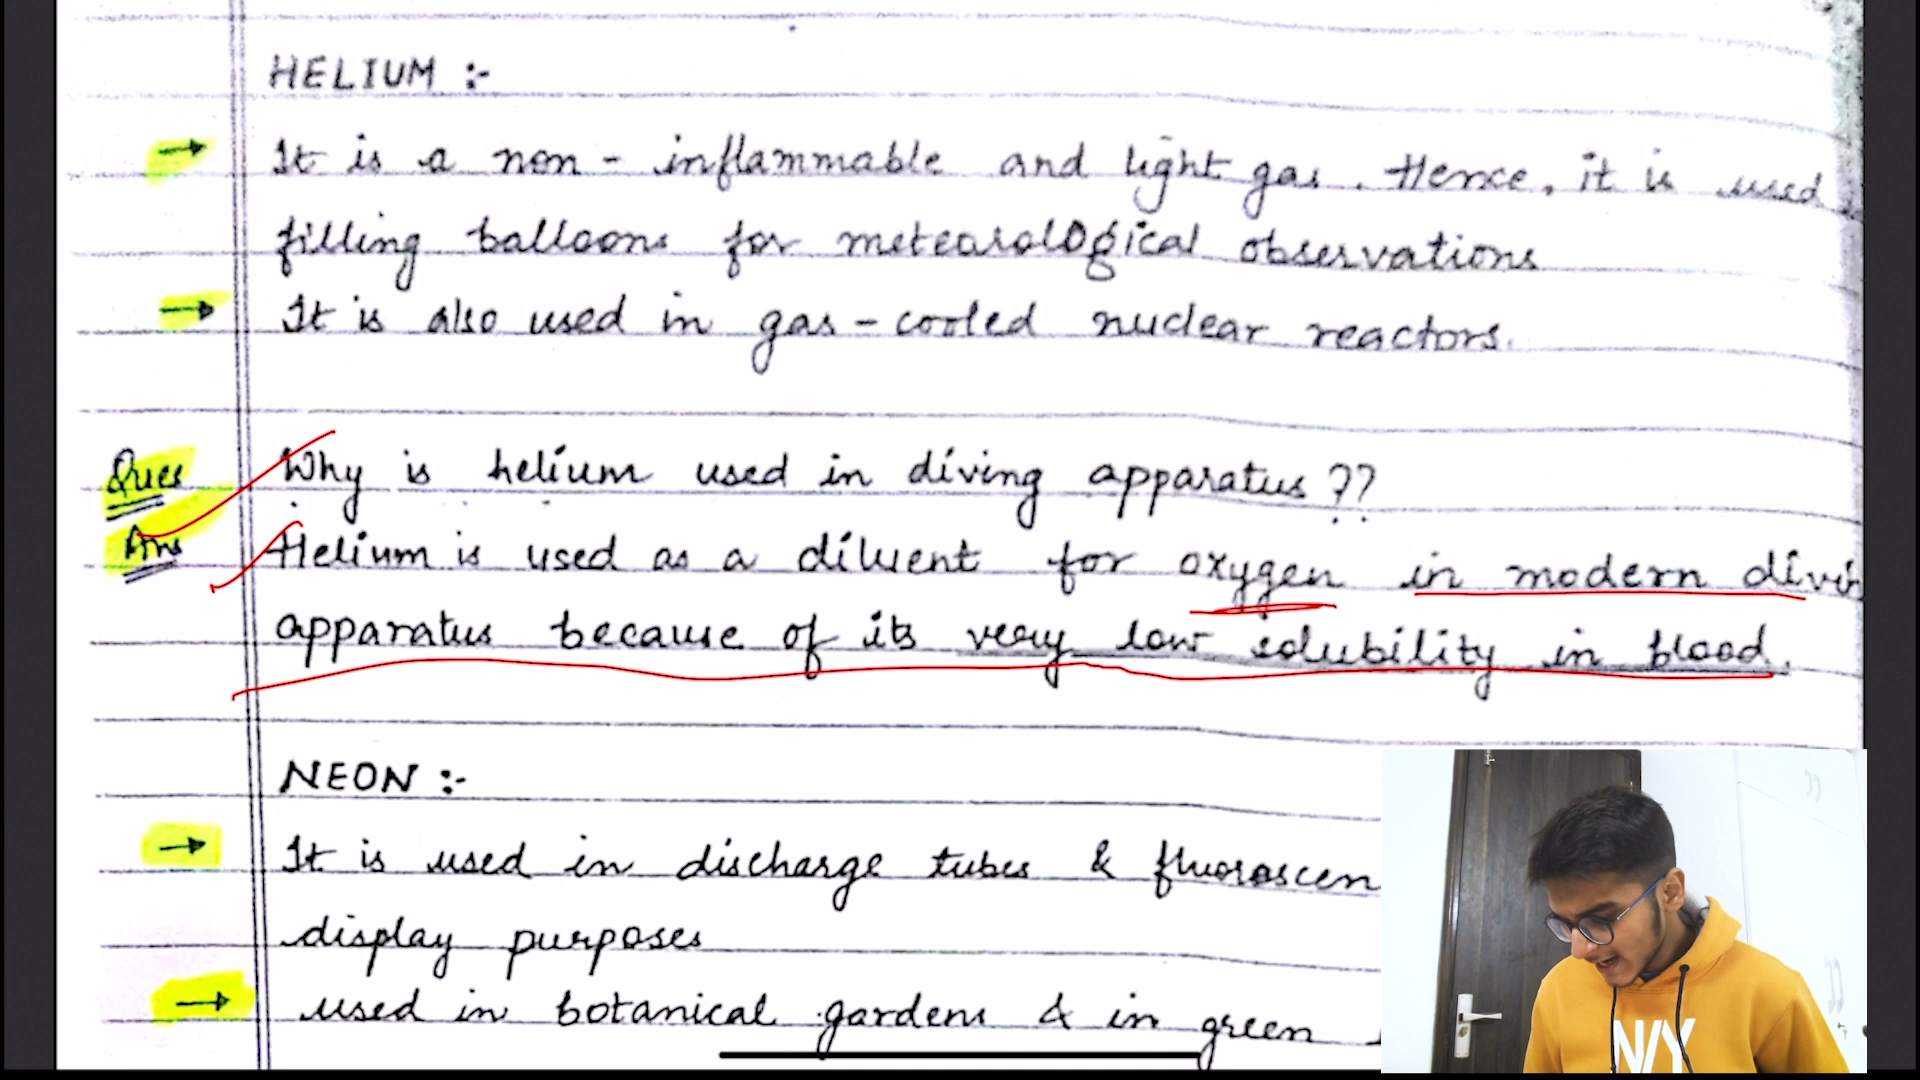 HELIUM :-
→ It is a non - inflammable and light gas. Hence, it is used
filling balloons for metearological observations
→ It is also used in gas - cooled nuclear reactors.
Ques Why is helium used in diving apparatus ??
Ans Helium is used as a diluent for oxygen in modern divin
apparatus because of its very low solubility in blood.
NEON :-
→ It is used in discharge tubes & fluoroscen
display purposes
→ used in botanical gardens & in green
N/Y